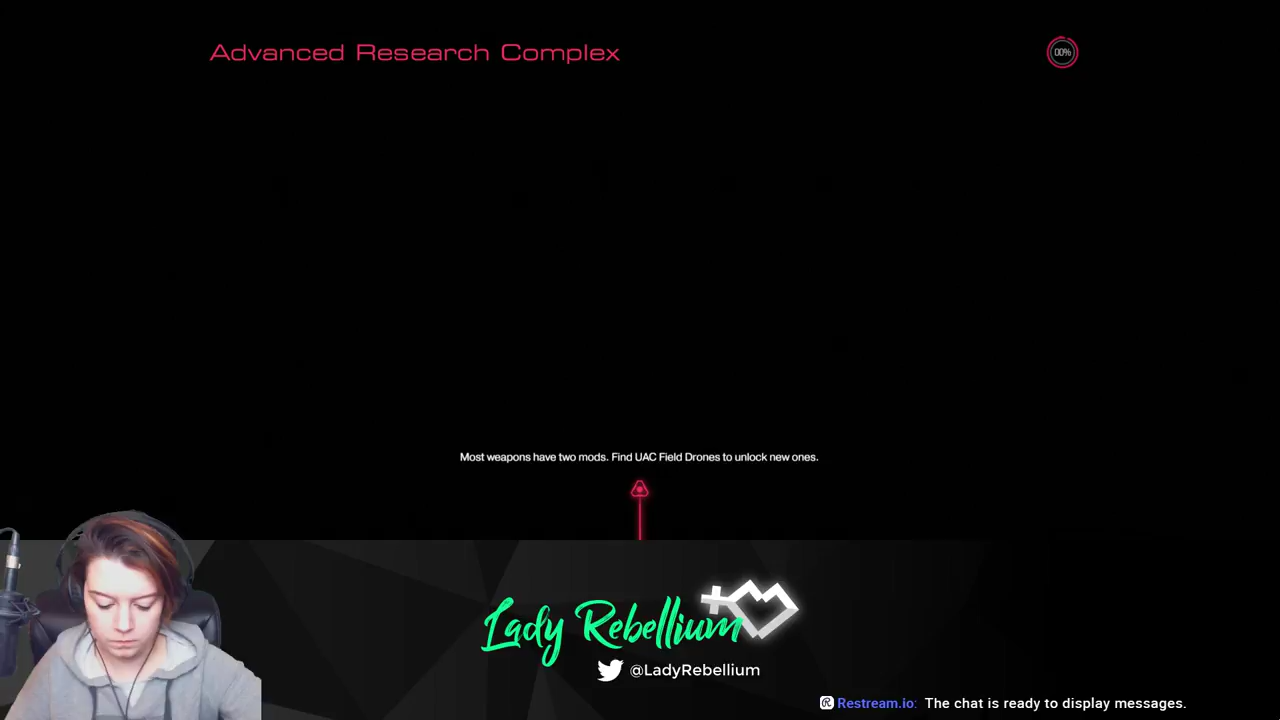 Advanced Research Complex
00%
Most weapons have two mods. Find UAC Field Drones to unlock new ones.
Lady Rebellium
@LadyRebellium
Restream.io: The chat is ready to display messages.